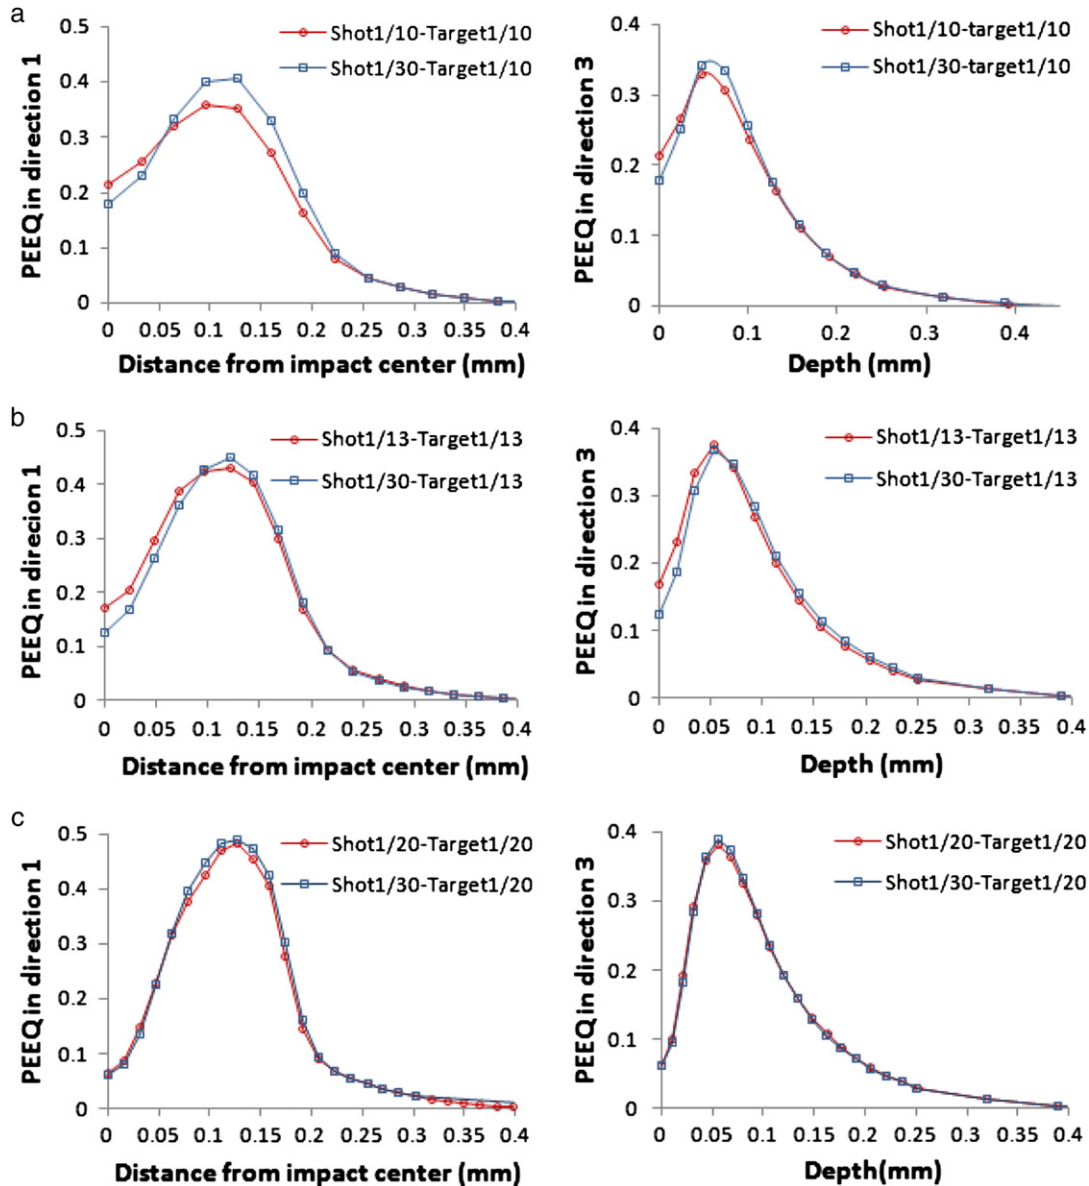 a
0.5
0.4
0.3
0.2
0.1
0
PEEQ in direction 1
Shot1/10-Target1/10
Shot1/30-Target1/10
0 0.05 0.1 0.15 0.2 0.25 0.3 0.35 0.4
Distance from impact center (mm)
0.4
0.3
0.2
0.1
0
PEEQ in direction 3
Shot1/10-target1/10
Shot1/30-target1/10
0 0.1 0.2 0.3 0.4
Depth (mm)
b
0.5
0.4
0.3
0.2
0.1
0
PEEQ in direcion 1
Shot1/13-Target1/13
Shot1/30-Target1/13
0 0.05 0.1 0.15 0.2 0.25 0.3 0.35 0.4
Distance from impact center (mm)
0.4
0.3
0.2
0.1
0
PEEQ in direction 3
Shot1/13-Target1/13
Shot1/30-Target1/13
0 0.05 0.1 0.15 0.2 0.25 0.3 0.35 0.4
Depth (mm)
c
0.5
0.4
0.3
0.2
0.1
0
PEEQ in direction 1
Shot1/20-Target1/20
Shot1/30-Target1/20
0 0.05 0.1 0.15 0.2 0.25 0.3 0.35 0.4
Distance from impact center (mm)
0.4
0.3
0.2
0.1
0
PEEQ in direction 3
Shot1/20-Target1/20
Shot1/30-Target1/20
0 0.05 0.1 0.15 0.2 0.25 0.3 0.35 0.4
Depth(mm)